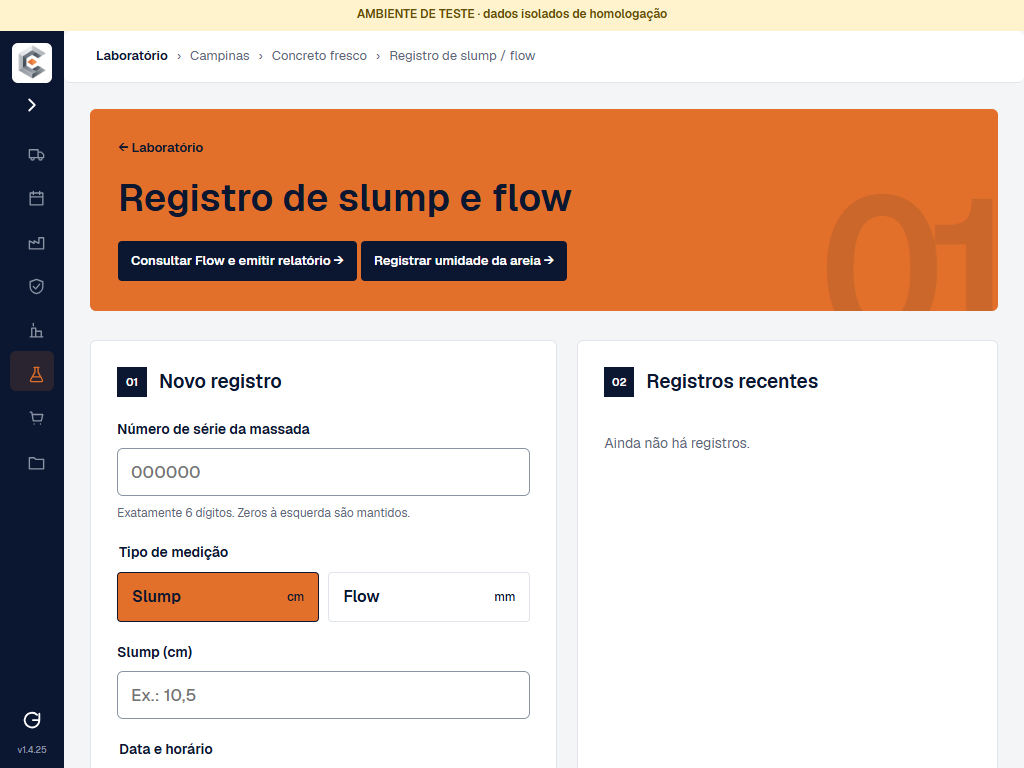 AMBIENTE DE TESTE · dados isolados de homologação
Laboratório › Campinas › Concreto fresco › Registro de slump / flow
← Laboratório
Registro de slump e flow
Consultar Flow e emitir relatório →
Registrar umidade da areia →
01
01 Novo registro
Número de série da massada
000000
Exatamente 6 dígitos. Zeros à esquerda são mantidos.
Tipo de medição
Slump cm
Flow mm
Slump (cm)
Ex.: 10,5
Data e horário
02 Registros recentes
Ainda não há registros.
v1.4.25